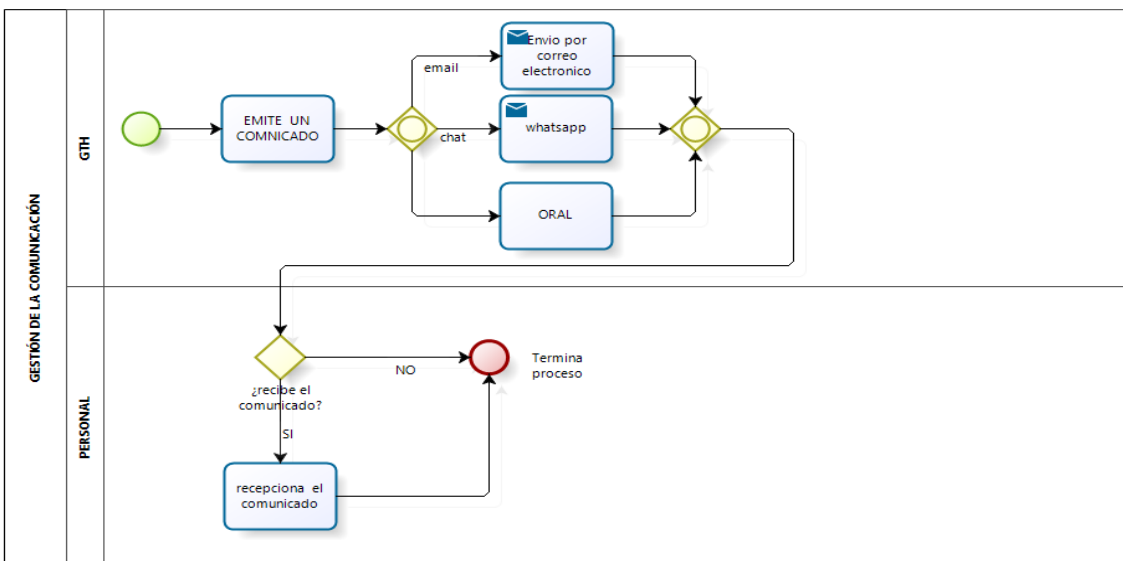 GESTIÓN DE LA COMUNICACIÓN
GTH
EMITE UN
COMNICADO
email
Envio por
correo
electronico
chat
whatsapp
ORAL
PERSONAL
¿recibe el
comunicado?
NO
Termina
proceso
SI
recepciona el
comunicado